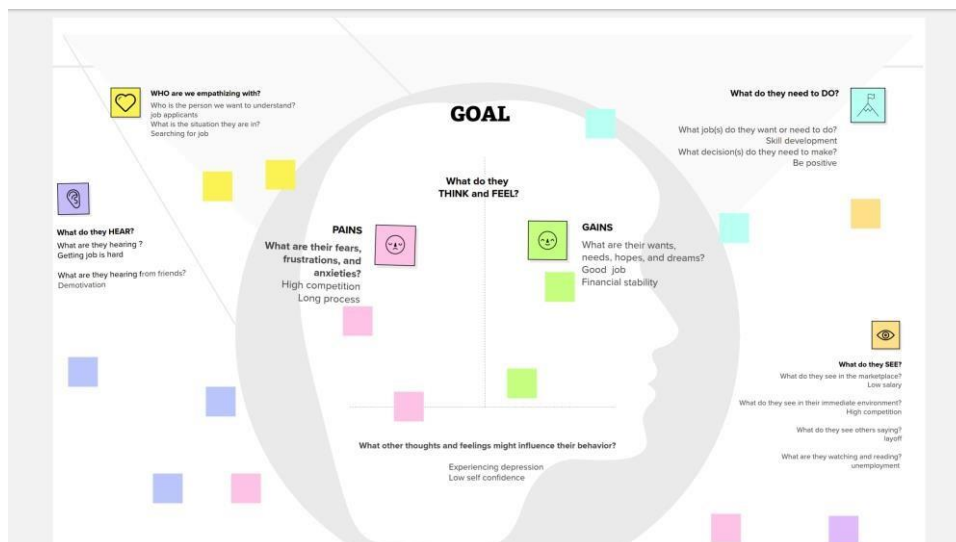 WHO are we empathizing with?
Who is the person we want to understand?
job applicants
What is the situation they are in?
Searching for job
GOAL
What do they need to DO?
What job(s) do they want or need to do?
Skill development
What decision(s) do they need to make?
Be positive
What do they
THINK and FEEL?
What do they HEAR?
What are they hearing ?
Getting job is hard
What are they hearing from friends?
Demotivation
PAINS
What are their fears,
frustrations, and
anxieties?
High competition
Long process
GAINS
What are their wants,
needs, hopes, and dreams?
Good job
Financial stability
What do they SEE?
What do they see in the marketplace?
Low salary
What do they see in their immediate environment?
High competition
What do they see others saying?
layoff
What are they watching and reading?
unemployment
What other thoughts and feelings might influence their behavior?
Experiencing depression
Low self confidence